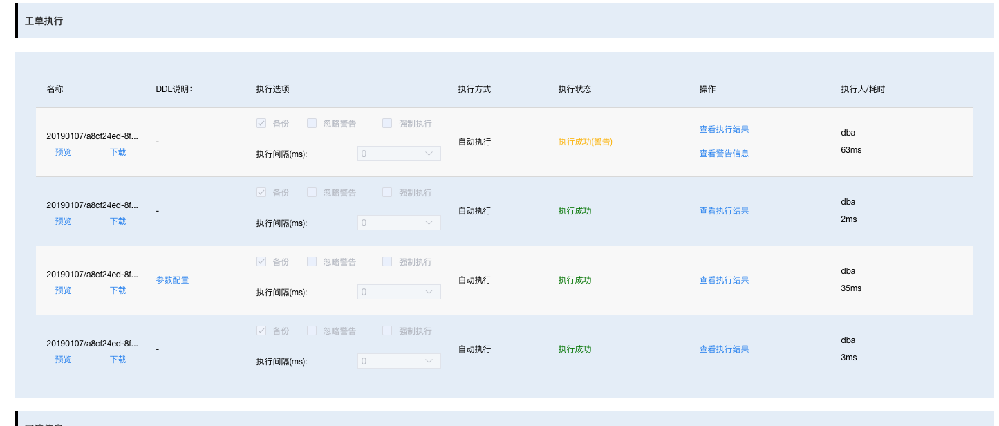 工单执行
名称 DDL说明: 执行选项 执行方式 执行状态 操作 执行人/耗时
20190107/a8cf24ed-8f...
预览 下载
-
备份 忽略警告 强制执行
执行间隔(ms): 0
自动执行
执行成功(警告)
查看执行结果
查看警告信息
dba
63ms
20190107/a8cf24ed-8f...
预览 下载
-
备份 忽略警告 强制执行
执行间隔(ms): 0
自动执行
执行成功
查看执行结果
dba
2ms
20190107/a8cf24ed-8f...
预览 下载
参数配置
备份 忽略警告 强制执行
执行间隔(ms): 0
自动执行
执行成功
查看执行结果
dba
35ms
20190107/a8cf24ed-8f...
预览 下载
-
备份 忽略警告 强制执行
执行间隔(ms): 0
自动执行
执行成功
查看执行结果
dba
3ms